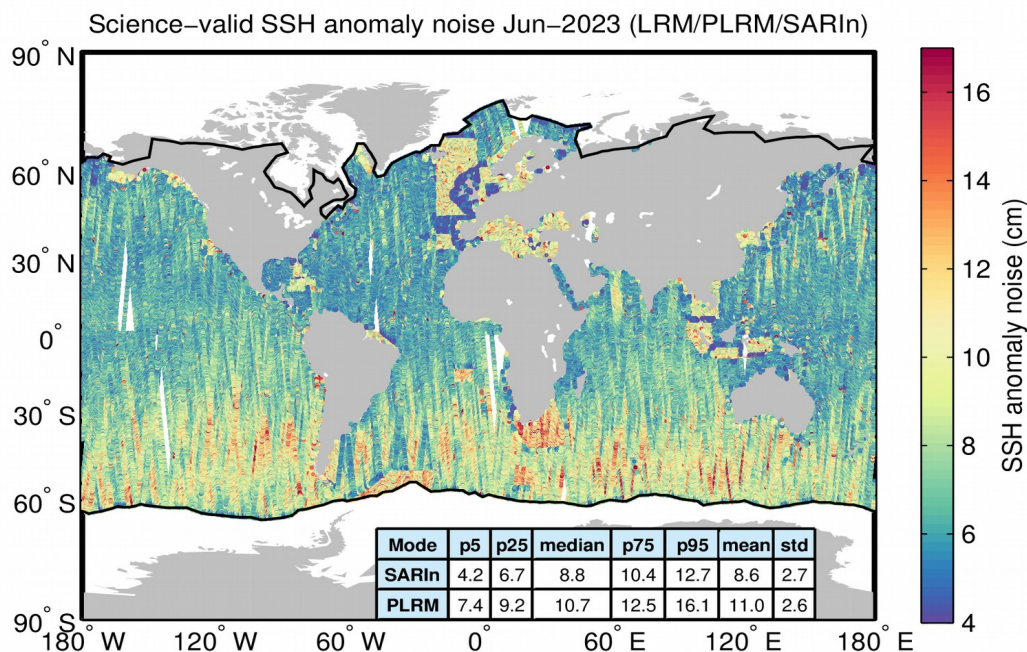 Science−valid SSH anomaly noise Jun−2023 (LRM/PLRM/SARIn)
90° N
60° N
30° N
0°
30° S
60° S
90° S
180° W 120° W 60° W 0° 60° E 120° E 180° E
Mode p5 p25 median p75 p95 mean std
SARIn 4.2 6.7 8.8 10.4 12.7 8.6 2.7
PLRM 7.4 9.2 10.7 12.5 16.1 11.0 2.6
16
14
12
10
8
6
4
SSH anomaly noise (cm)